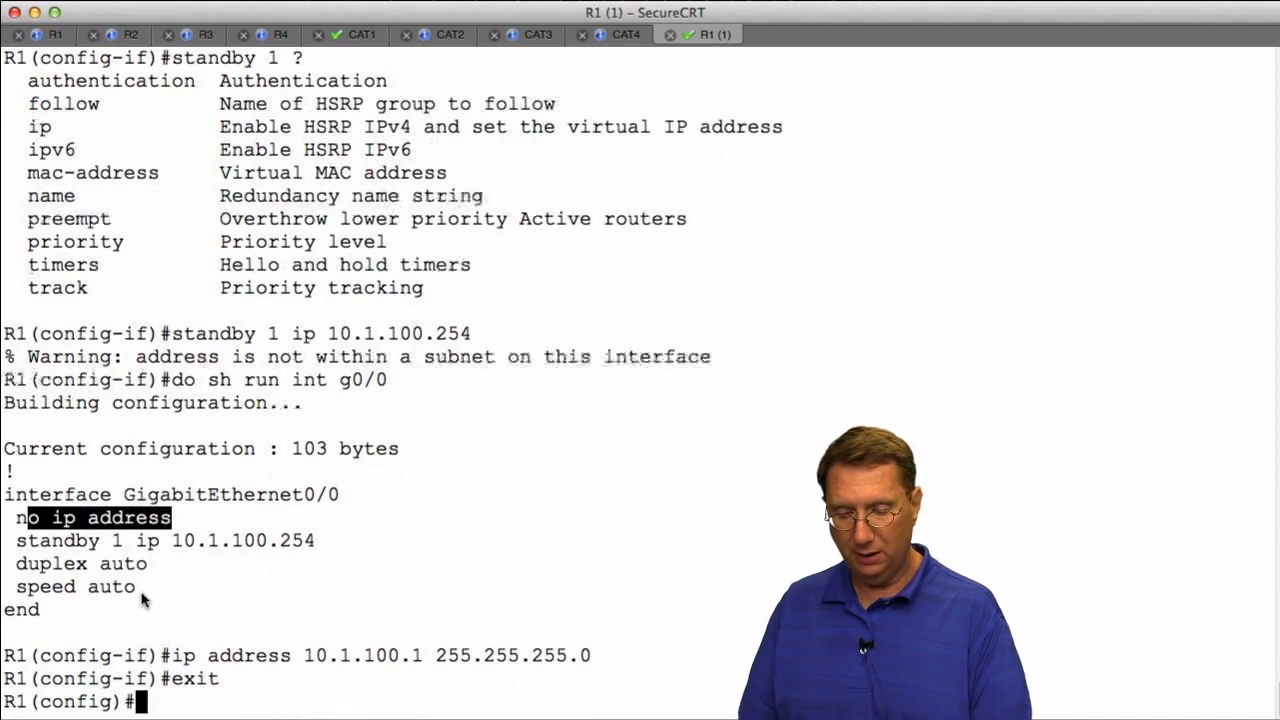 R1 (1) – SecureCRT
R1 R2 R3 R4 CAT1 CAT2 CAT3 CAT4 R1 (1)
R1(config-if)#standby 1 ?
authentication Authentication
follow Name of HSRP group to follow
ip Enable HSRP IPv4 and set the virtual IP address
ipv6 Enable HSRP IPv6
mac-address Virtual MAC address
name Redundancy name string
preempt Overthrow lower priority Active routers
priority Priority level
timers Hello and hold timers
track Priority tracking
R1(config-if)#standby 1 ip 10.1.100.254
% Warning: address is not within a subnet on this interface
R1(config-if)#do sh run int g0/0
Building configuration...
Current configuration : 103 bytes
!
interface GigabitEthernet0/0
no ip address
standby 1 ip 10.1.100.254
duplex auto
speed auto
end
R1(config-if)#ip address 10.1.100.1 255.255.255.0
R1(config-if)#exit
R1(config)#